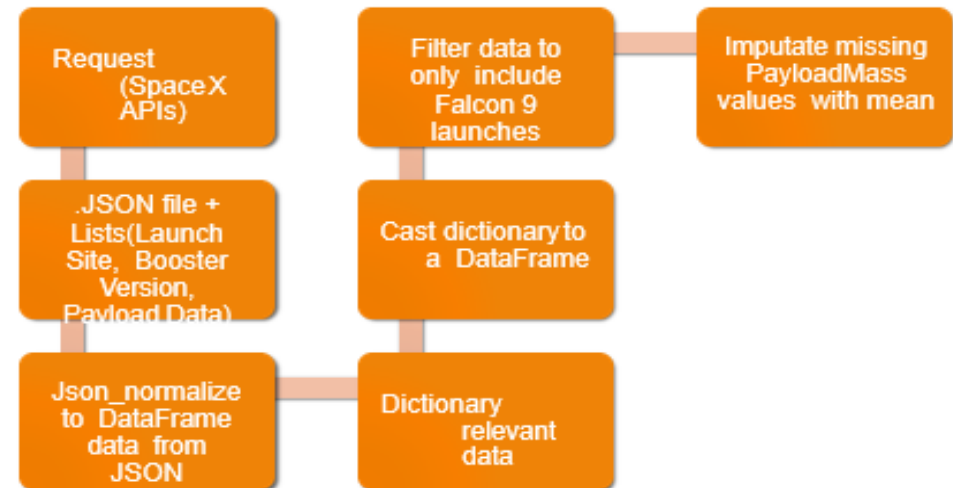 Request
(SpaceX
APIs)
.JSON file +
Lists(Launch
Site, Booster
Version,
Payload Data)
Json_normalize
to DataFrame
data from
JSON
Dictionary
relevant
data
Cast dictionary to
a DataFrame
Filter data to
only include
Falcon 9
launches
Imputate missing
PayloadMass
values with mean